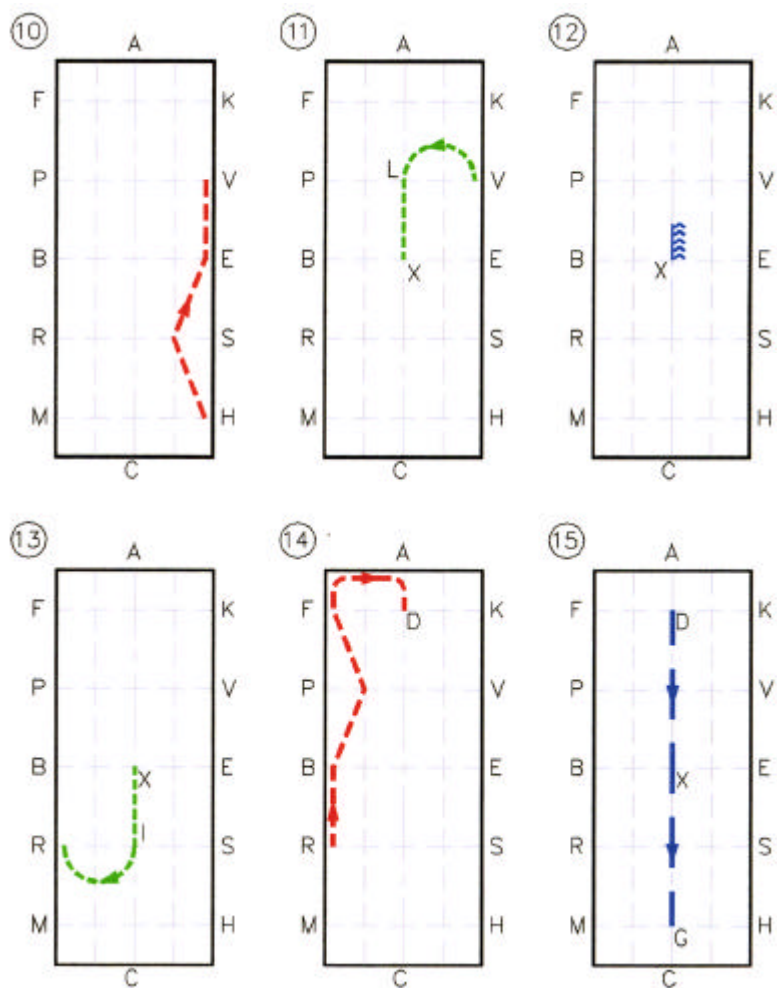 10 11 12
A A A
F K F K F K
P V P L V P V
B E B X E B X E
R S R S R S
M H M H M H
C C C
13 14 15
A A A
F K F D K F D K
P V P V P V
B X E B E B X E
R I S R S R S
M H M H M G H
C C C